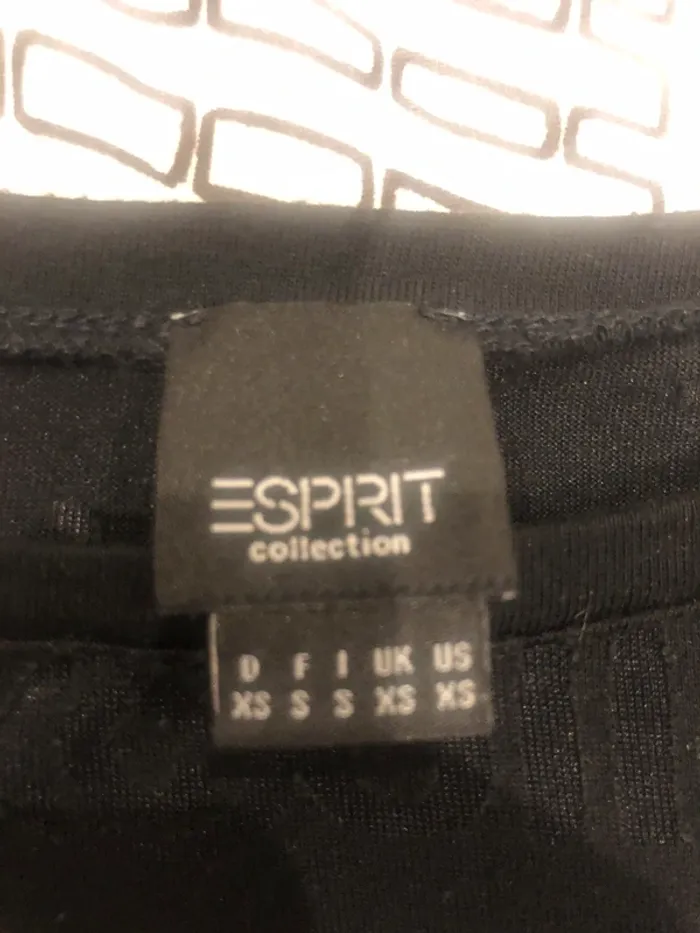 ESPRIT
collection
D F I UK US
XS S S XS XS